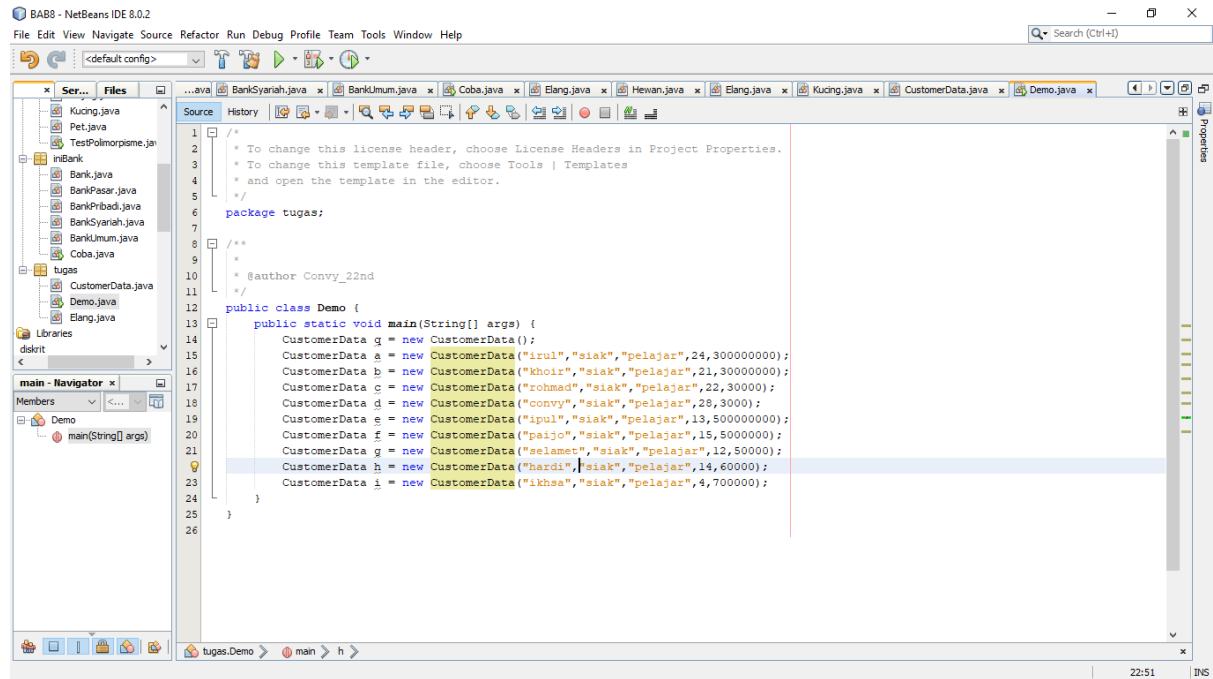 BAB8 - NetBeans IDE 8.0.2
File Edit View Navigate Source Refactor Run Debug Profile Team Tools Window Help
Search (Ctrl+I)
<default config>
Ser... Files
...ava BankSyariah.java BankUmum.java Coba.java Elang.java Hewan.java Elang.java Kucing.java CustomerData.java Demo.java
Kucing.java
Pet.java
TestPolimorpisme.jav
iniBank
Bank.java
BankPasar.java
BankPribadi.java
BankSyariah.java
BankUmum.java
Coba.java
tugas
CustomerData.java
Demo.java
Elang.java
Libraries
diskrit
main - Navigator
Members <...
Demo
main(String[] args)
Source History
1 /*
2 * To change this license header, choose License Headers in Project Properties.
3 * To change this template file, choose Tools | Templates
4 * and open the template in the editor.
5 */
6 package tugas;
7
8 /**
9 *
10 * @author Convy_22nd
11 */
12 public class Demo {
13 public static void main(String[] args) {
14 CustomerData q = new CustomerData();
15 CustomerData a = new CustomerData("irul","siak","pelajar",24,300000000);
16 CustomerData b = new CustomerData("khoir","siak","pelajar",21,30000000);
17 CustomerData c = new CustomerData("rohmad","siak","pelajar",22,30000);
18 CustomerData d = new CustomerData("convy","siak","pelajar",28,3000);
19 CustomerData e = new CustomerData("ipul","siak","pelajar",13,500000000);
20 CustomerData f = new CustomerData("paijo","siak","pelajar",15,5000000);
21 CustomerData g = new CustomerData("selamet","siak","pelajar",12,50000);
CustomerData h = new CustomerData("hardi","siak","pelajar",14,60000);
23 CustomerData i = new CustomerData("ikhsa","siak","pelajar",4,700000);
24 }
25 }
26
Properties
tugas.Demo main h
22:51 INS